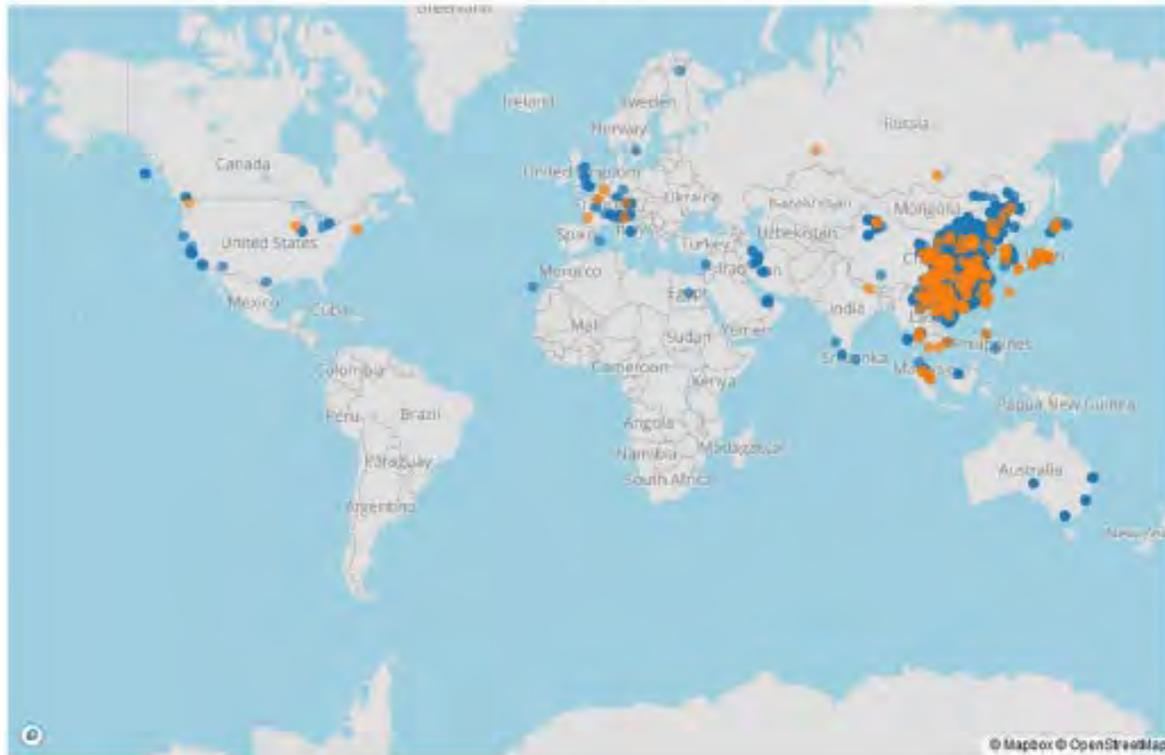 Greenland
Ireland
Sweden
Norway
Russia
Canada
United Kingdom
Ukraine
Kazakhstan
Mongolia
United States
Spain
Turkey
Uzbekistan
Iraq
Morocco
Egypt
India
Mexico
Cuba
Mali
Sudan
Yemen
Philippines
Sri Lanka
Cameroon
Colombia
Kenya
Papua New Guinea
Peru
Brazil
Angola
Namibia
Madagascar
Paraguay
Australia
South Africa
Argentina
© Mapbox © OpenStreetMap